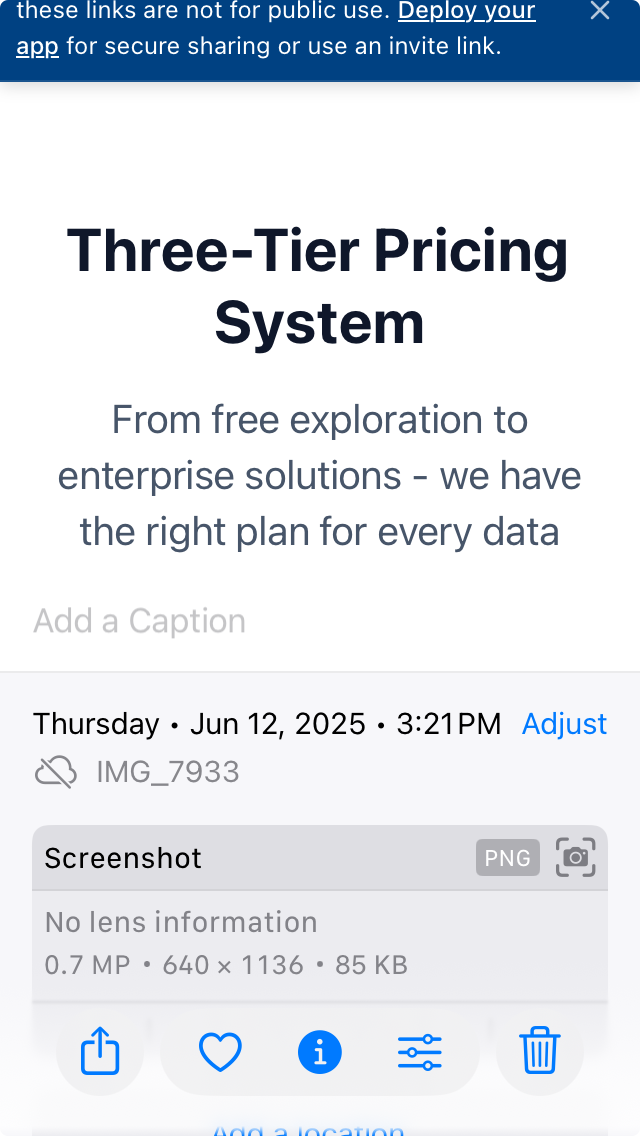 these links are not for public use. Deploy your
app for secure sharing or use an invite link.
Three-Tier Pricing
System
From free exploration to
enterprise solutions - we have
the right plan for every data
Add a Caption
Thursday • Jun 12, 2025 • 3:21 PM Adjust
IMG_7933
Screenshot PNG
No lens information
0.7 MP • 640 × 1136 • 85 KB
Add a location